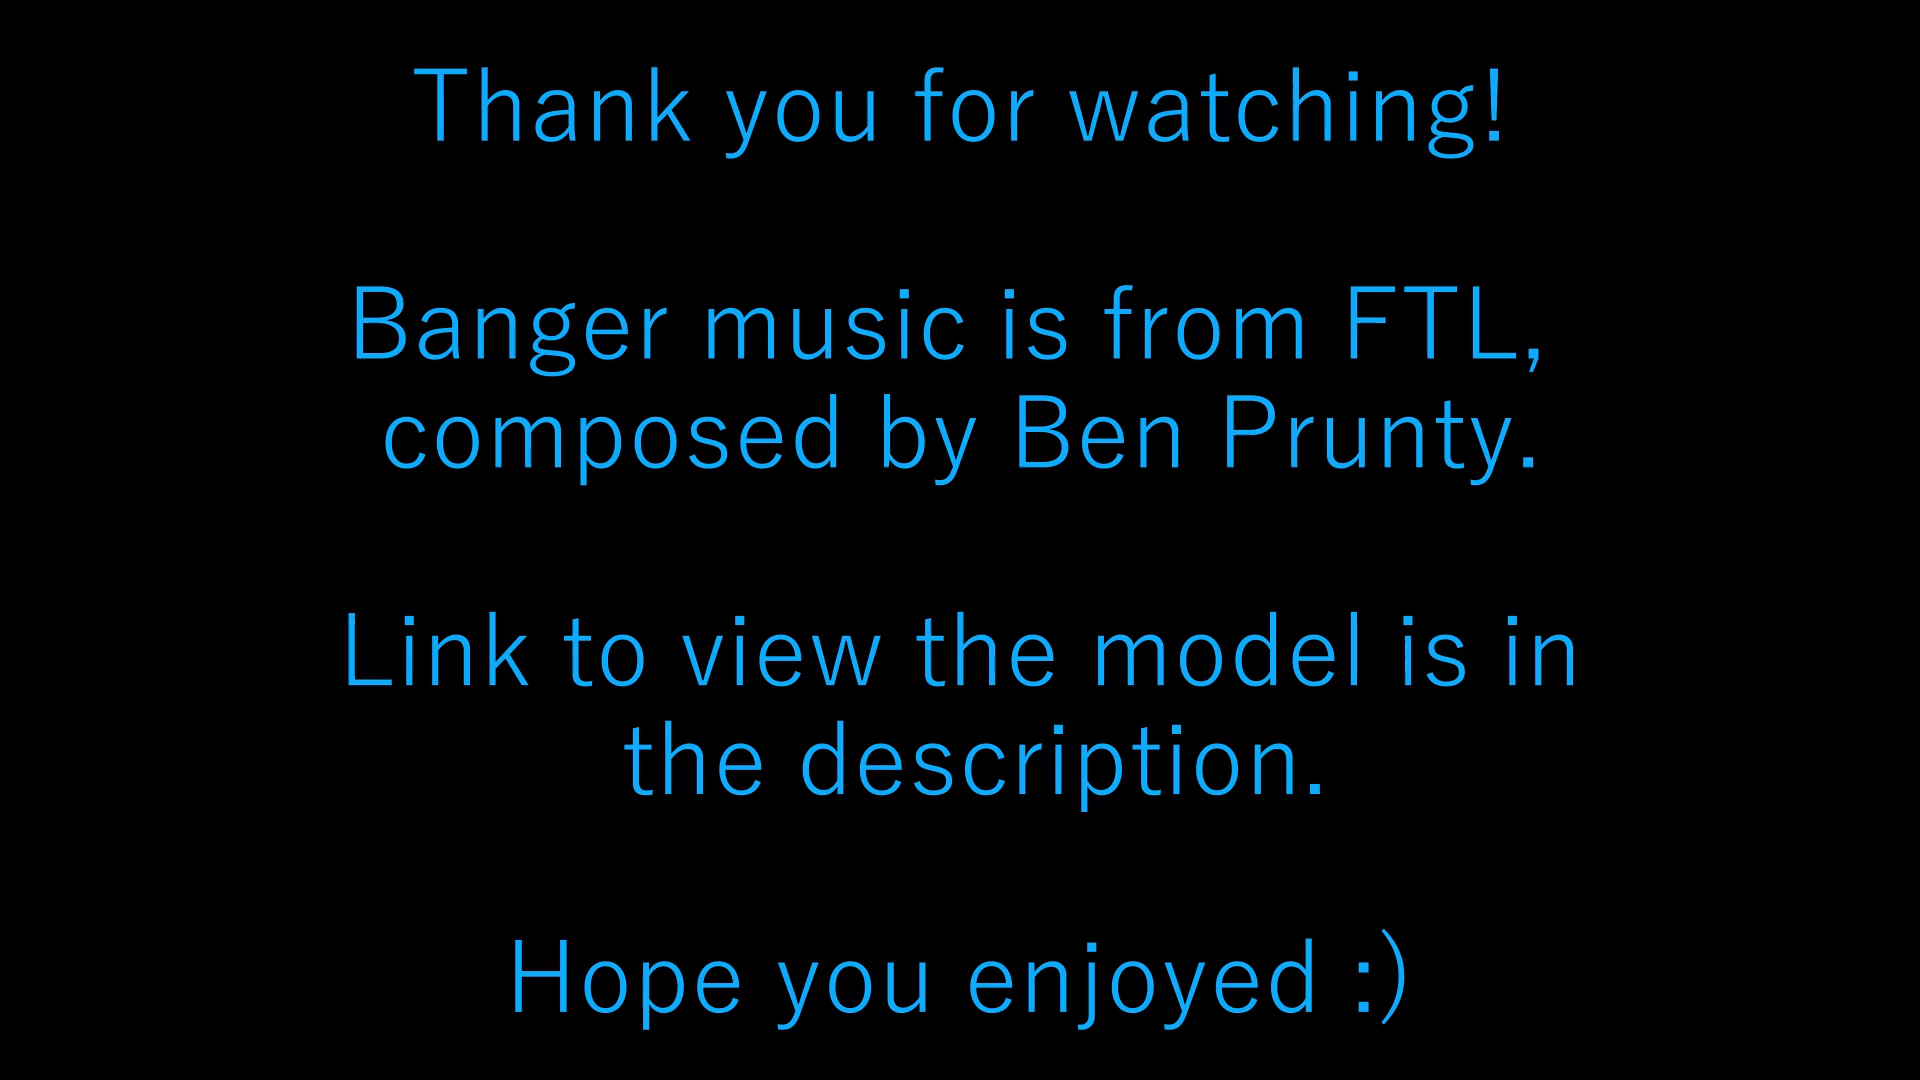 Thank you for watching!
Banger music is from FTL,
composed by Ben Prunty.
Link to view the model is in
the description.
Hope you enjoyed :)